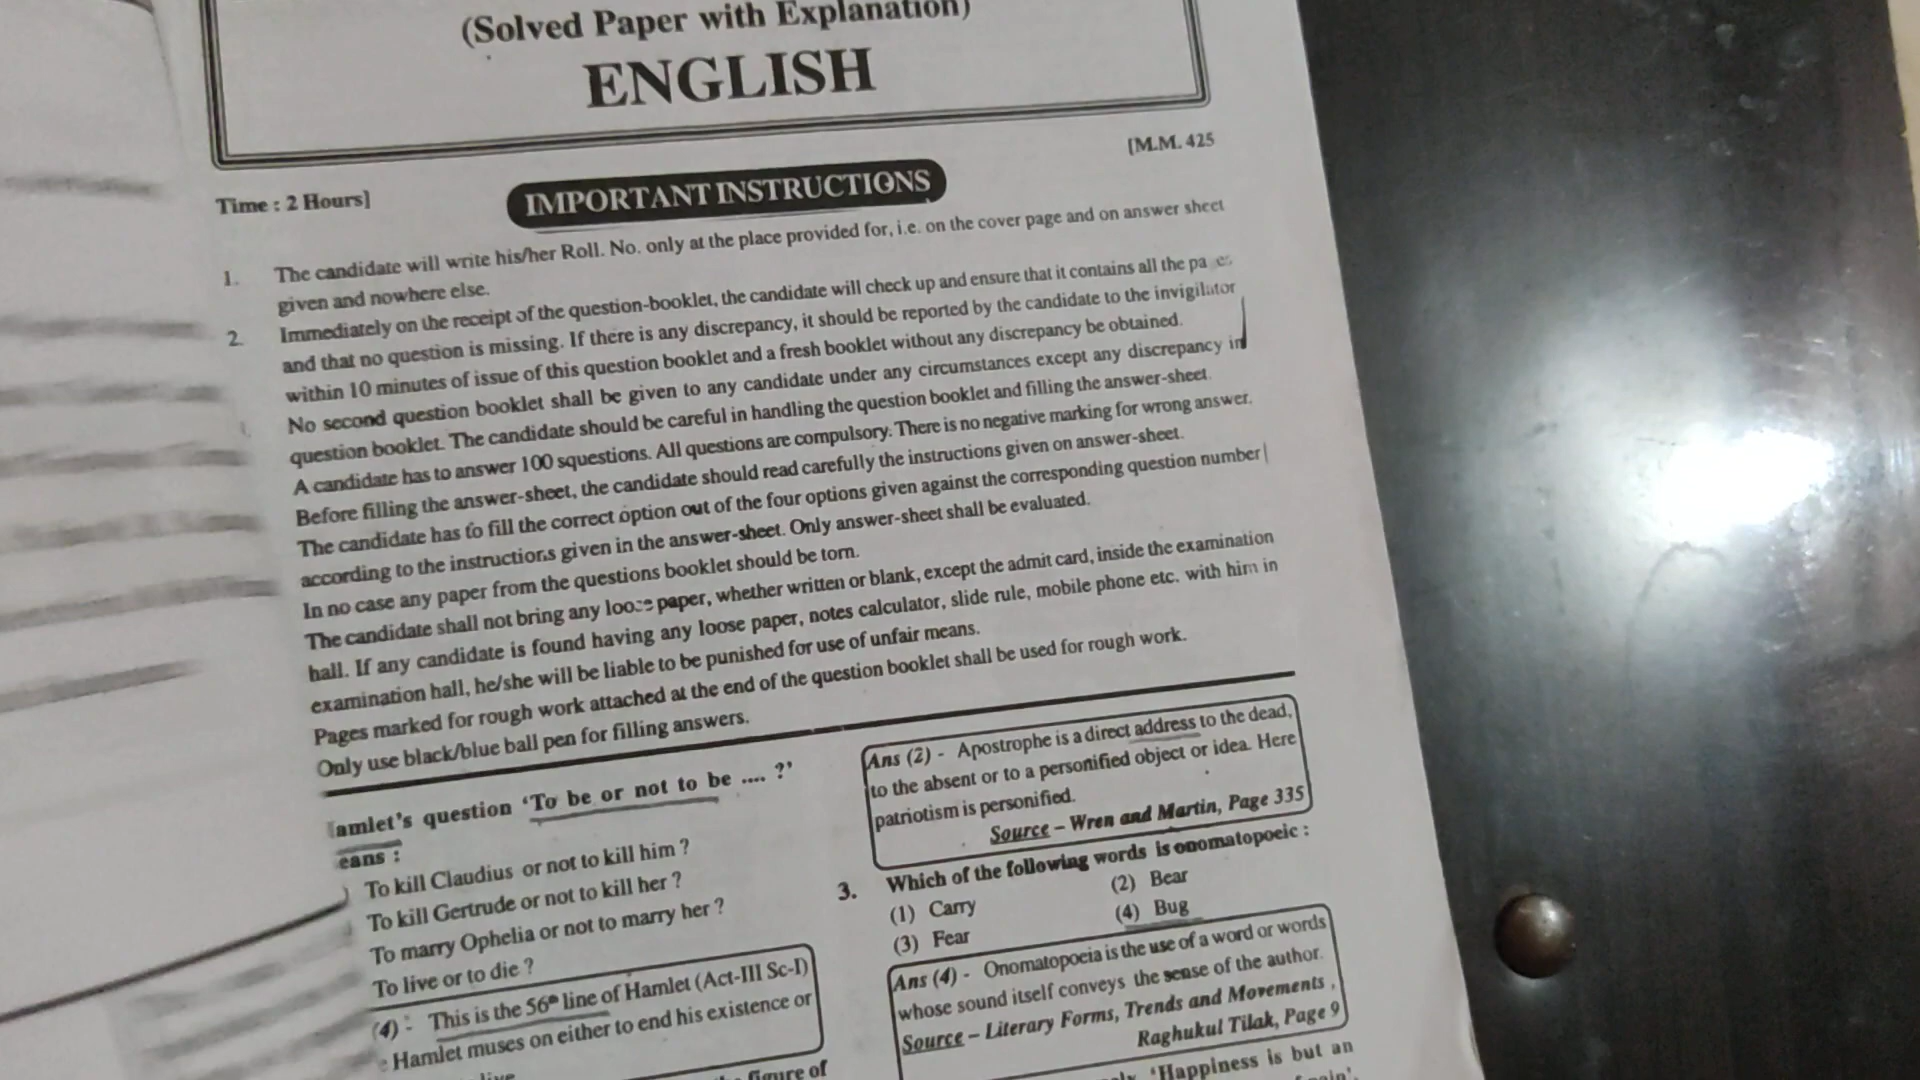 (Solved Paper with Explanation)
ENGLISH
[M.M. 425
Time : 2 Hours]
IMPORTANT INSTRUCTIONS
1. The candidate will write his/her Roll. No. only at the place provided for, i.e. on the cover page and on answer sheet
given and nowhere else.
2. Immediately on the receipt of the question-booklet, the candidate will check up and ensure that it contains all the
and that no question is missing. If there is any discrepancy, it should be reported by the candidate to the invigilator
within 10 minutes of issue of this question booklet and a fresh booklet without any discrepancy be obtained.
No second question booklet shall be given to any candidate under any circumstances except any discrepancy in
question booklet. The candidate should be careful in handling the question booklet and filling the answer-sheet.
A candidate has to answer 100 squestions. All questions are compulsory. There is no negative marking for wrong answer.
Before filling the answer-sheet, the candidate should read carefully the instructions given on answer-sheet.
The candidate has to fill the correct option out of the four options given against the corresponding question number
according to the instructions given in the answer-sheet. Only answer-sheet shall be evaluated.
In no case any paper from the questions booklet should be torn.
The candidate shall not bring any loose paper, whether written or blank, except the admit card, inside the examination
hall. If any candidate is found having any loose paper, notes calculator, slide rule, mobile phone etc. with him in
examination hall, he/she will be liable to be punished for use of unfair means.
Pages marked for rough work attached at the end of the question booklet shall be used for rough work.
Only use black/blue ball pen for filling answers.
amlet's question 'To be or not to be .... ?'
eans :
To kill Claudius or not to kill him ?
To kill Gertrude or not to kill her ?
To marry Ophelia or not to marry her ?
To live or to die ?
(4) - This is the 56th line of Hamlet (Act-III Sc-I)
Hamlet muses on either to end his existence or
live
figure of
Ans (2) - Apostrophe is a direct address to the dead,
to the absent or to a personified object or idea. Here
patriotism is personified.
Source – Wren and Martin, Page 335
3. Which of the following words is onomatopoeic :
(1) Carry (2) Bear
(3) Fear (4) Bug
Ans (4) - Onomatopoeia is the use of a word or words
whose sound itself conveys the sense of the author.
Source – Literary Forms, Trends and Movements ,
Raghukul Tilak, Page 9
'Happiness is but an